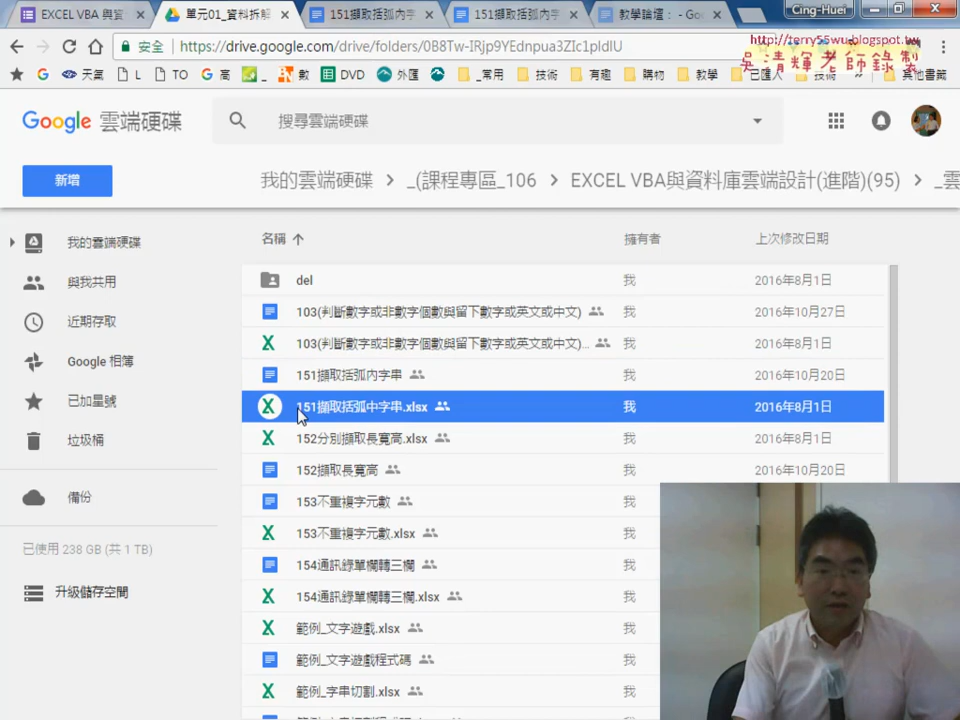 Cing-Huei
EXCEL VBA與資
單元01_資料拆解
151擷取括弧內字
151擷取括弧內字
教學論壇： - Goo
安全 https://drive.google.com/drive/folders/0B8Tw-IRjp9YEdnpua3ZIc1pIdlU
http://terry55wu.blogspot.tw
吳清輝老師錄製
天氣
L
TO
高
數
DVD
外匯
_常用
技術
有趣
購物
教學
已匯入
技術
其他書籤
Google 雲端硬碟
搜尋雲端硬碟
新增
我的雲端硬碟 > _(課程專區_106 > EXCEL VBA與資料庫雲端設計(進階)(95) > _雲
我的雲端硬碟
與我共用
近期存取
Google 相簿
已加星號
垃圾桶
備份
已使用 238 GB (共 1 TB)
升級儲存空間
名稱 擁有者 上次修改日期
del 我 2016年8月1日
103(判斷數字或非數字個數與留下數字或英文或中文) 我 2016年10月27日
103(判斷數字或非數字個數與留下數字或英文或中文)... 我 2016年8月1日
151擷取括弧內字串 我 2016年10月20日
151擷取括弧中字串.xlsx 我 2016年8月1日
152分別擷取長寬高.xlsx 我 2016年8月1日
152擷取長寬高 我 2016年10月20日
153不重複字元數 我
153不重複字元數.xlsx 我
154通訊錄單欄轉三欄 我
154通訊錄單欄轉三欄.xlsx 我
範例_文字遊戲.xlsx 我
範例_文字遊戲程式碼 我
範例_字串切割.xlsx 我